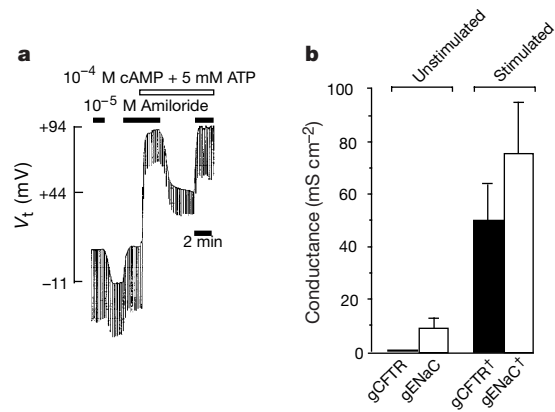 a
10⁻⁴ M cAMP + 5 mM ATP
10⁻⁵ M Amiloride
+94
+44
−11
Vt (mV)
2 min
b
Unstimulated
Stimulated
100
80
60
40
20
0
Conductance (mS cm⁻²)
gCFTR
gENaC
gCFTR†
gENaC†